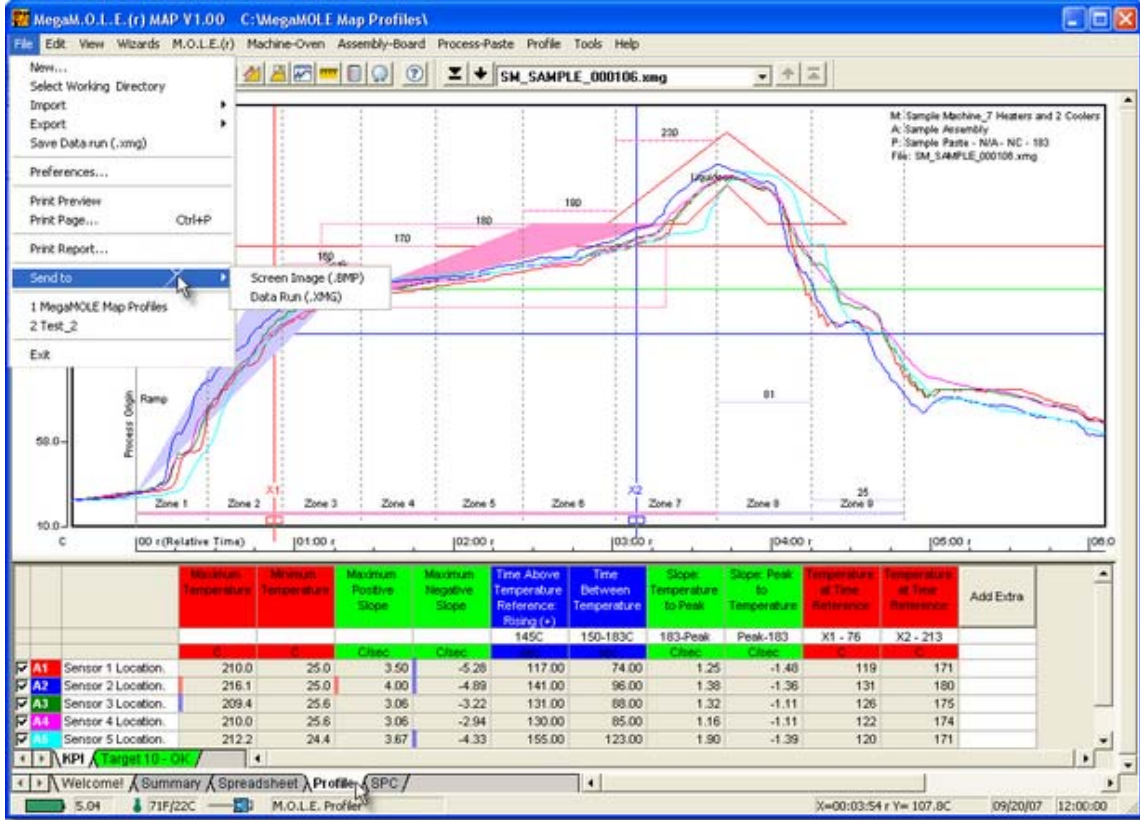 MegaM.O.L.E.(r) MAP V1.00 C:\MegaMOLE Map Profiles\
File Edit View Wizards M.O.L.E.(r) Machine-Oven Assembly-Board Process-Paste Profile Tools Help
SM_SAMPLE_000106.xmg
New...
Select Working Directory
Import
Export
Save Data run (.xmg)
Preferences...
Print Preview
Print Page... Ctrl+P
Print Report...
Send to
Screen Image (.BMP)
Data Run (.XMG)
1 MegaMOLE Map Profiles
2 Test_2
Exit
M: Sample Machine_7 Heaters and 2 Coolers
A: Sample Assembly
P: Sample Paste - N/A - NC - 183
File: SM_SAMPLE_000106.xmg
230
190
180
170
160
81
25
Ramp
Process Origin
58.0
10.0
X1
X2
Zone 1 Zone 2 Zone 3 Zone 4 Zone 5 Zone 6 Zone 7 Zone 8 Zone 9
C 00 r(Relative Time) 01:00 r 02:00 r 03:00 r 04:00 r 05:00 r 06:0
Maximum Temperature Minimum Temperature Maximum Positive Slope Maximum Negative Slope Time Above Temperature Reference: Rising (+) Time Between Temperature Slope: Temperature to Peak Slope: Peak to Temperature Temperature at Time Reference Temperature at Time Reference Add Extra
145C 150-183C 183-Peak Peak-183 X1 - 76 X2 - 213
C C C/sec C/sec sec sec C/sec C/sec C C
A1 Sensor 1 Location. 210.0 25.0 3.50 -5.28 117.00 74.00 1.25 -1.48 119 171
A2 Sensor 2 Location. 216.1 25.0 4.00 -4.89 141.00 96.00 1.38 -1.36 131 180
A3 Sensor 3 Location. 209.4 25.6 3.06 -3.22 131.00 88.00 1.32 -1.11 126 175
A4 Sensor 4 Location. 210.0 25.6 3.06 -2.94 130.00 85.00 1.16 -1.11 122 174
A5 Sensor 5 Location. 212.2 24.4 3.67 -4.33 155.00 123.00 1.90 -1.39 120 171
KPI Target 10 - OK
Welcome! Summary Spreadsheet Profile SPC
5.04 71F/22C M.O.L.E. Profiler X=00:03:54 r Y= 107.8C 09/20/07 12:00:00